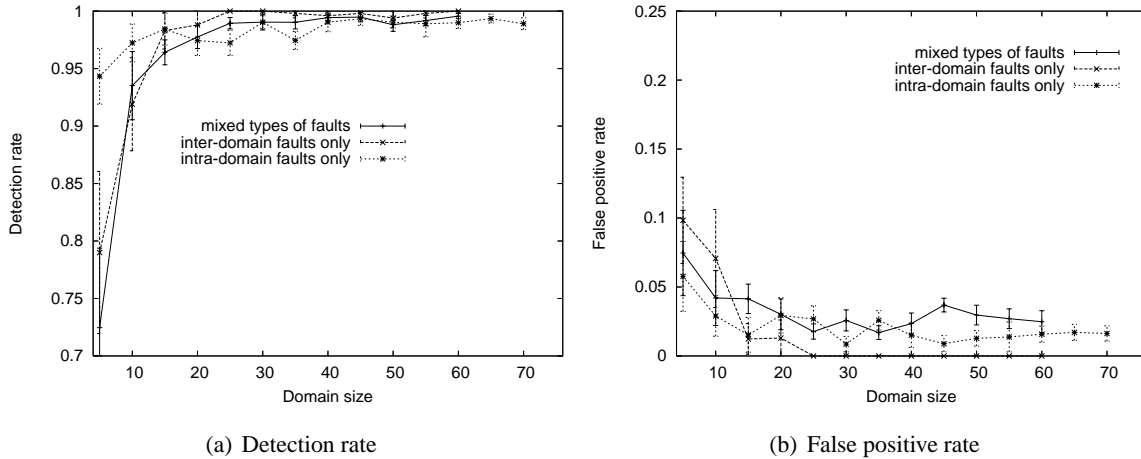 1
0.95
0.9
0.85
0.8
0.75
0.7
Detection rate
mixed types of faults
inter-domain faults only
intra-domain faults only
10 20 30 40 50 60 70
Domain size
(a) Detection rate
0.25
0.2
0.15
0.1
0.05
0
False positive rate
mixed types of faults
inter-domain faults only
intra-domain faults only
10 20 30 40 50 60 70
Domain size
(b) False positive rate